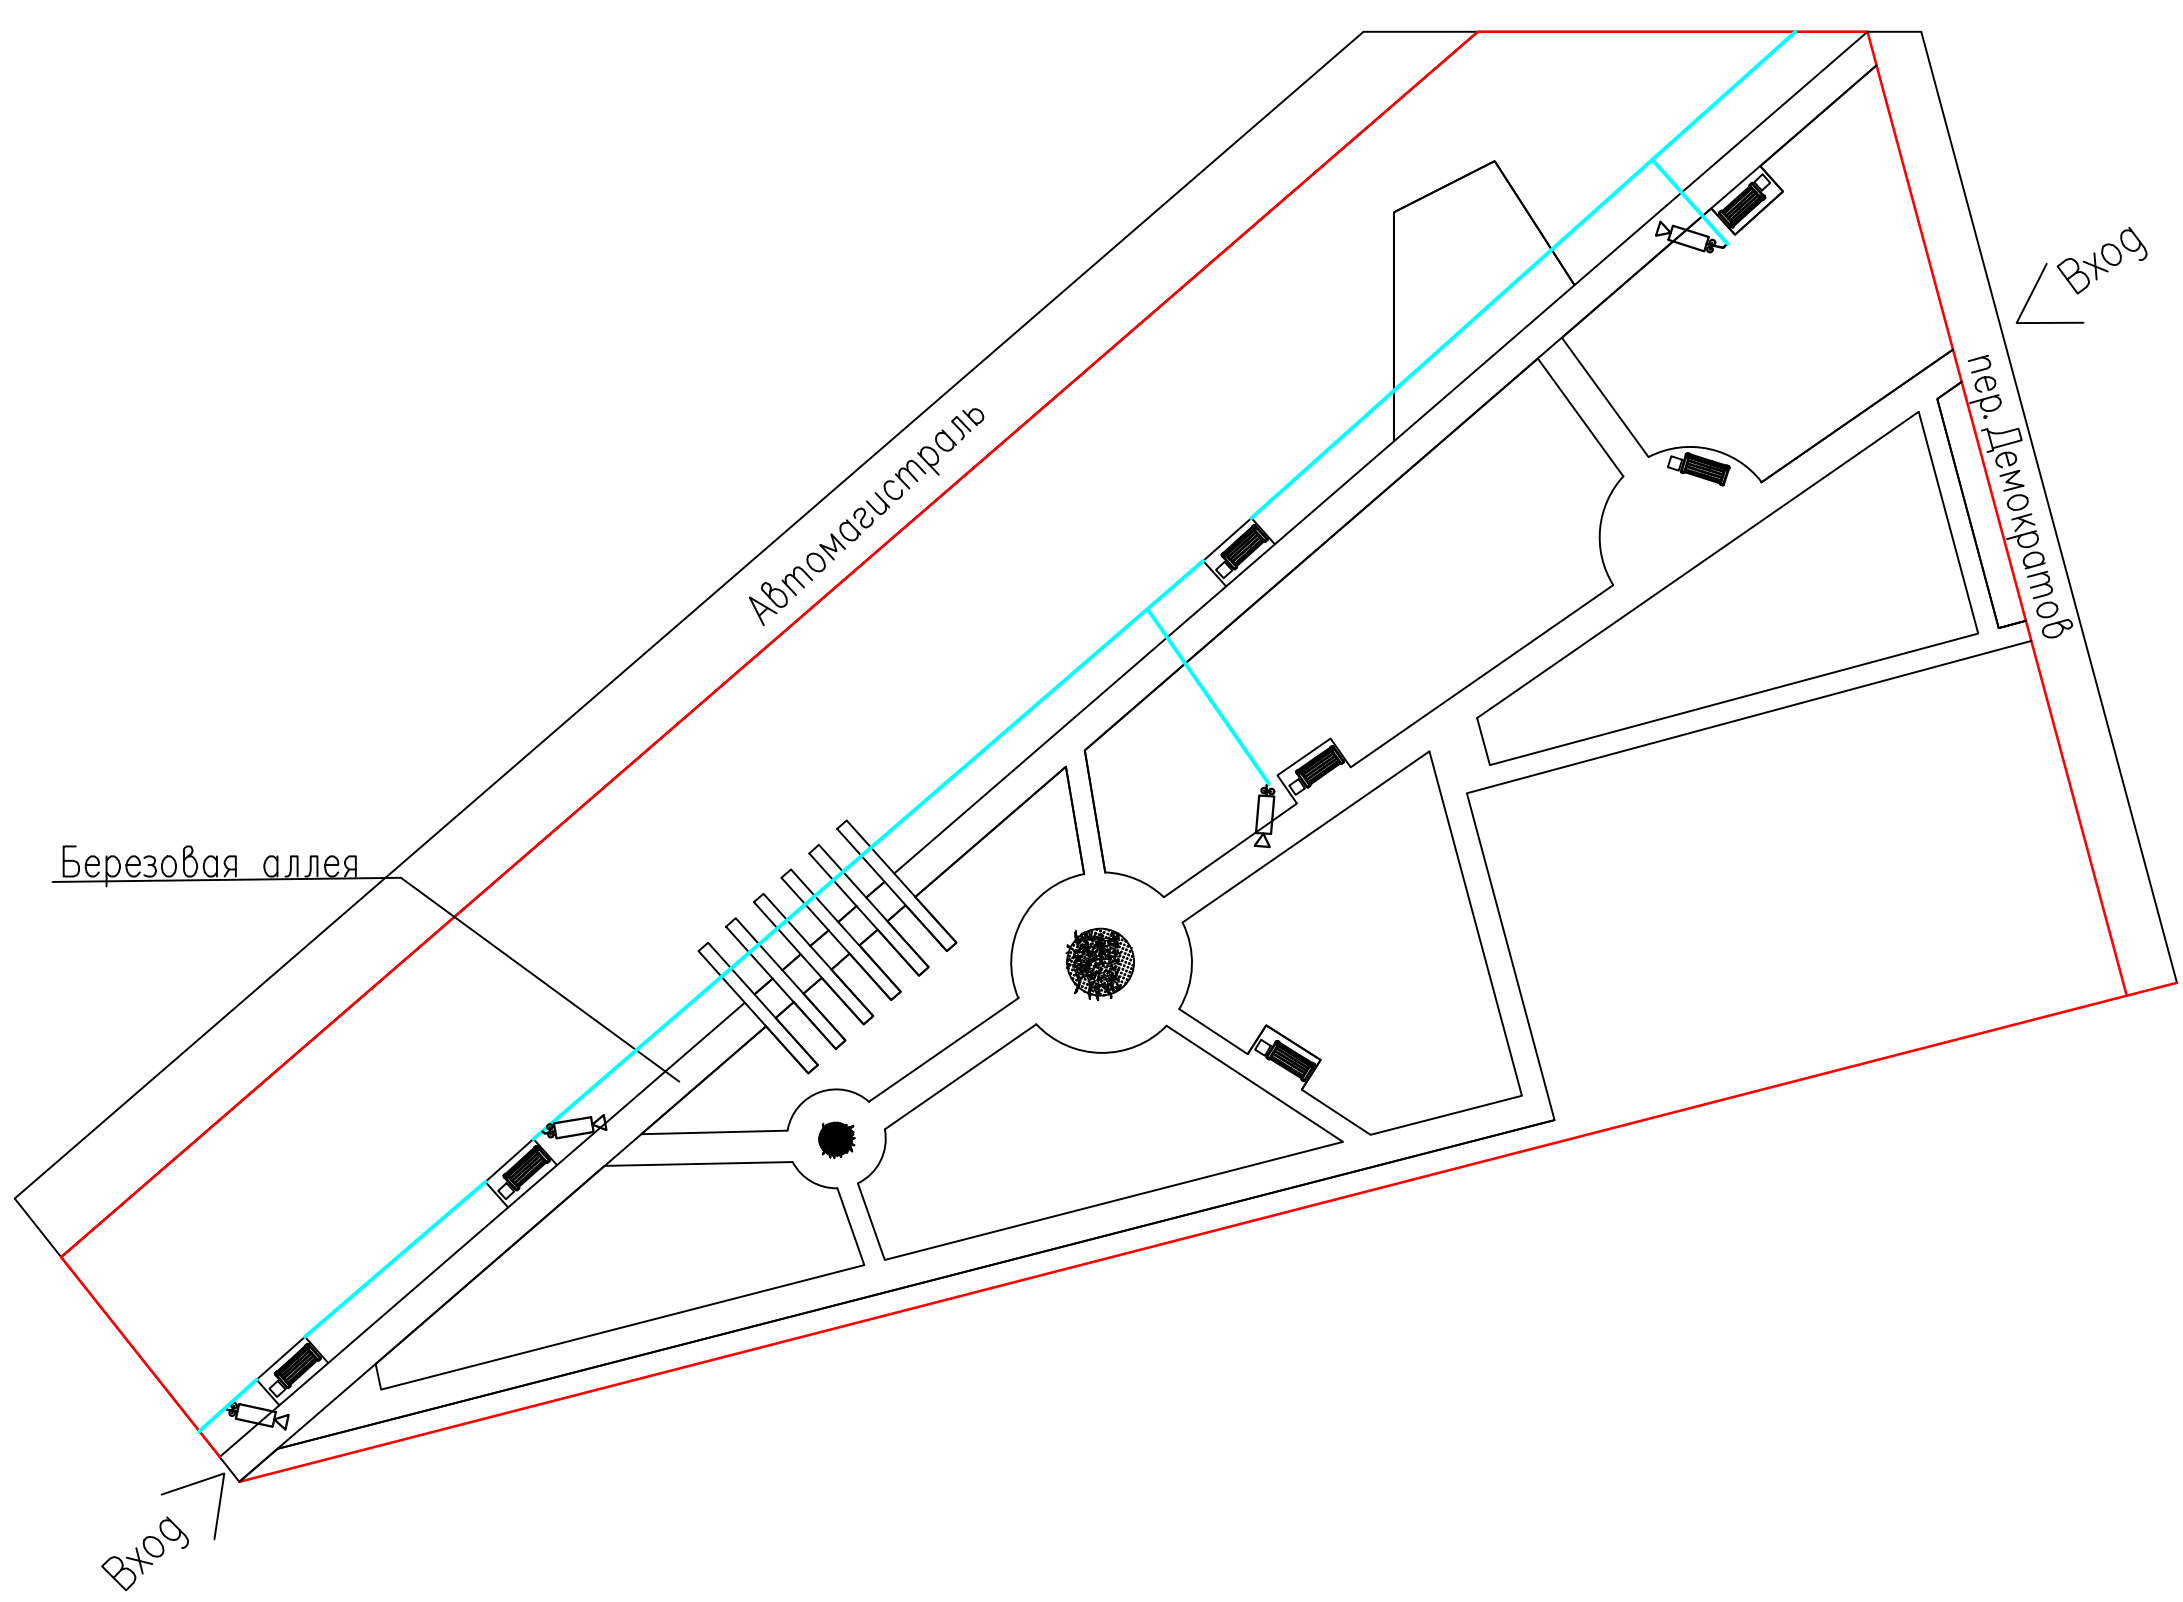 Вход
Автомагистраль
пер.Демократов
Березовая аллея
Вход